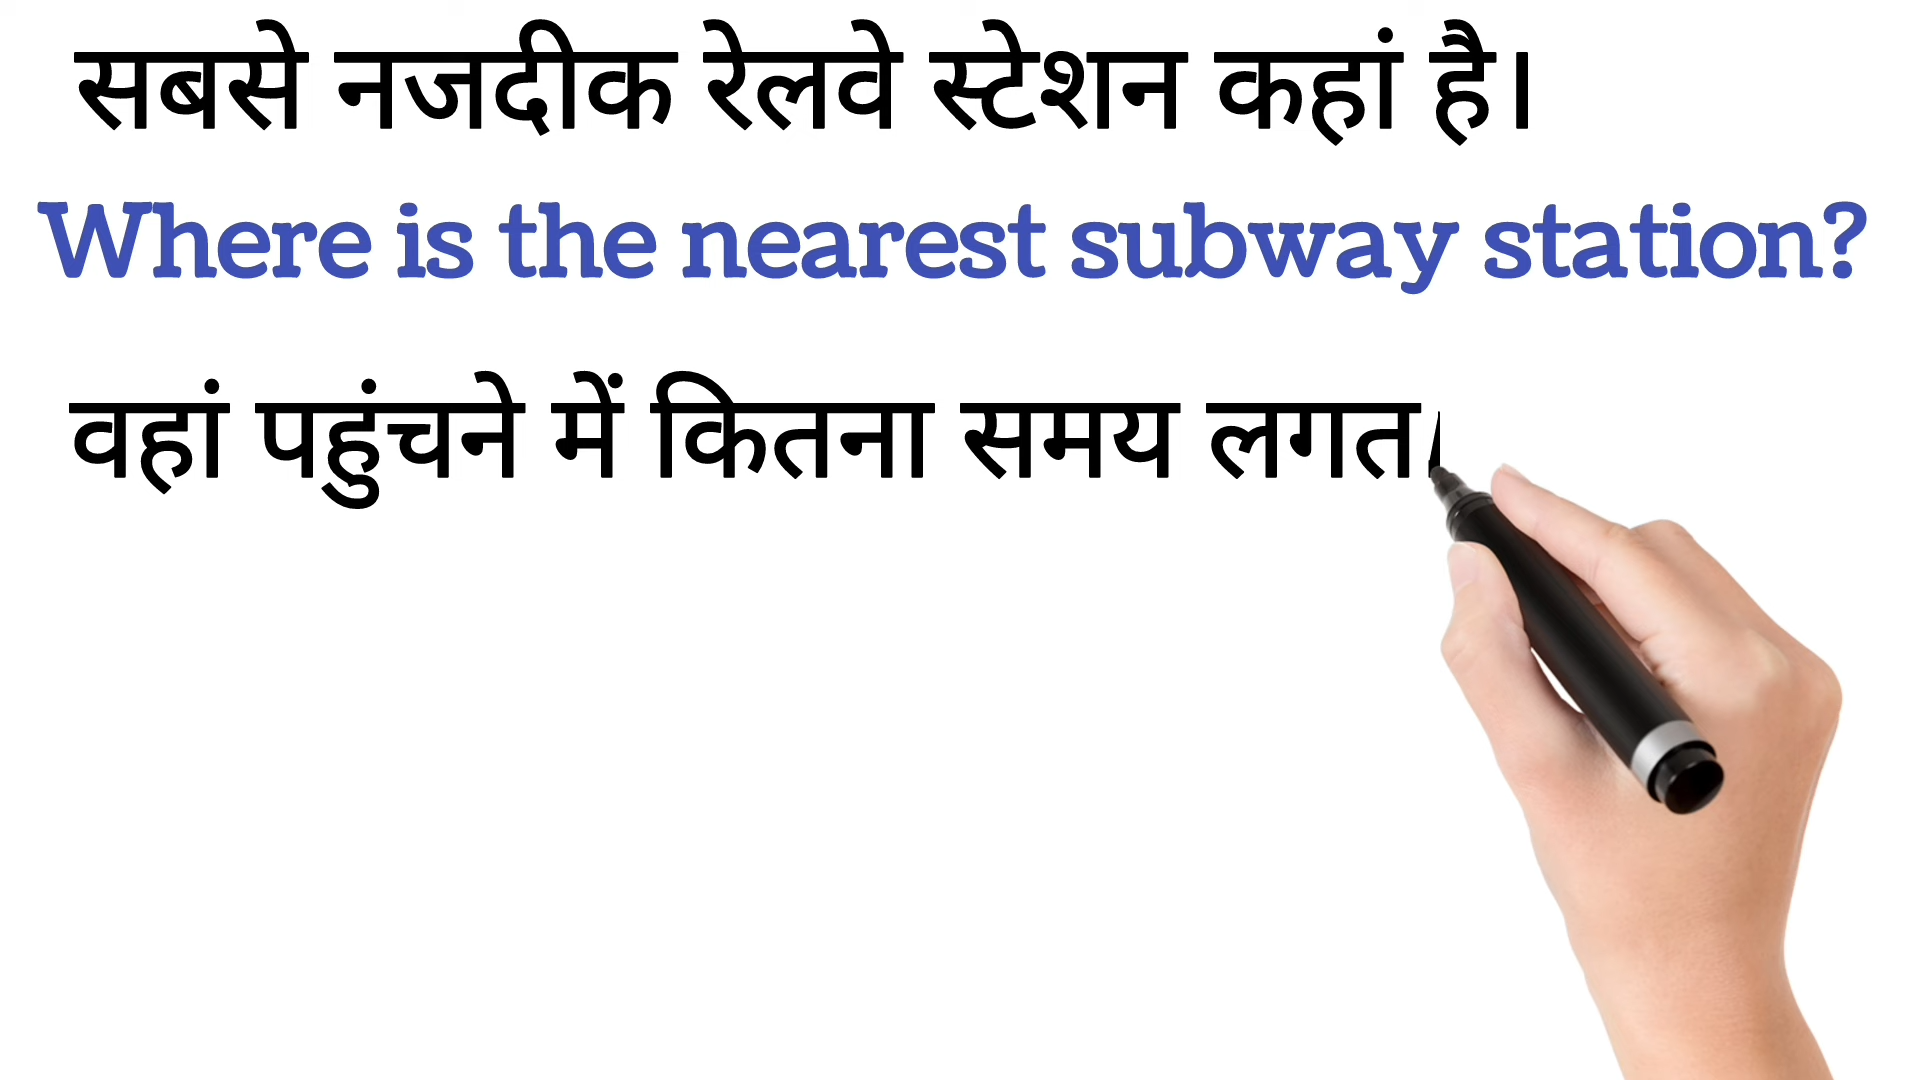 सबसे नजदीक रेलवे स्टेशन कहां है।
Where is the nearest subway station?
वहां पहुंचने में कितना समय लगत